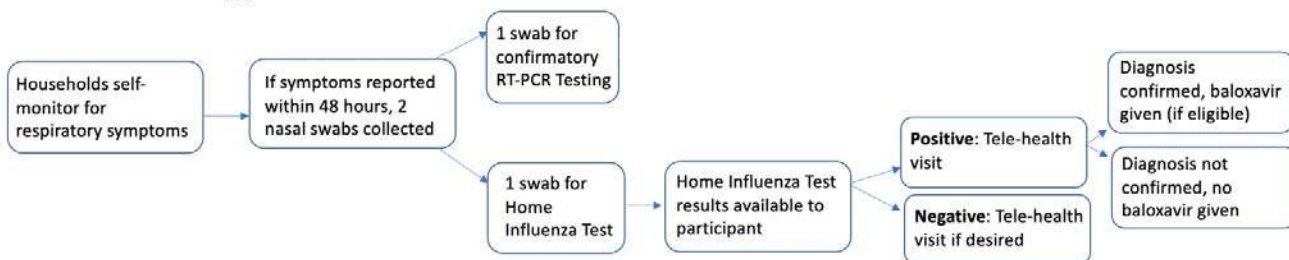 Households self-
monitor for
respiratory symptoms
If symptoms reported
within 48 hours, 2
nasal swabs collected
1 swab for
confirmatory
RT-PCR Testing
1 swab for
Home
Influenza Test
Home Influenza Test
results available to
participant
Positive: Tele-health
visit
Negative: Tele-health
visit if desired
Diagnosis
confirmed, baloxavir
given (if eligible)
Diagnosis not
confirmed, no
baloxavir given